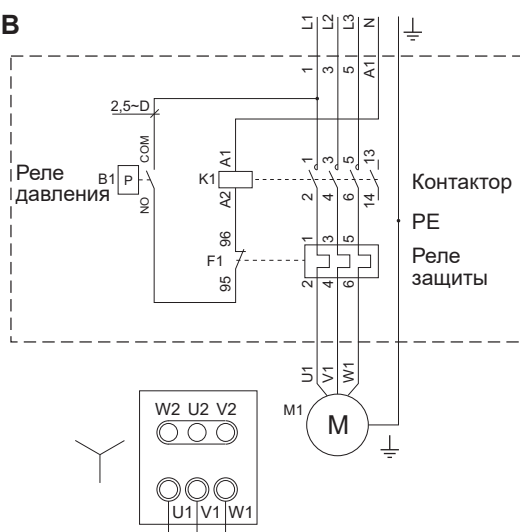 B
L1 L2 L3 N
1 3 5 A1
2,5~D
COM
A1
1 3 5 13
Реле давления
B1 P
K1
Контактор
NO
A2
2 4 6 14
PE
96
1 3 5
F1
Реле защиты
95
2 4 6
U1 V1 W1
W2 U2 V2
M1
M
U1 V1 W1